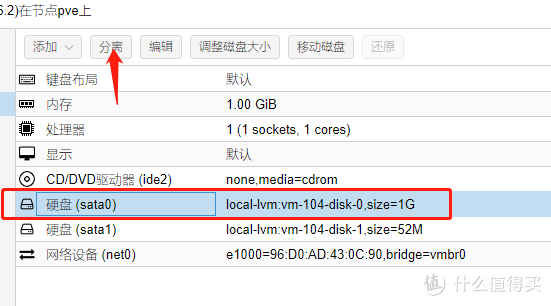 6.2)在节点pve上
添加 分离 编辑 调整磁盘大小 移动磁盘 还原
键盘布局 默认
内存 1.00 GiB
处理器 1 (1 sockets, 1 cores)
显示 默认
CD/DVD驱动器 (ide2) none,media=cdrom
硬盘 (sata0) local-lvm:vm-104-disk-0,size=1G
硬盘 (sata1) local-lvm:vm-104-disk-1,size=52M
网络设备 (net0) e1000=96:D0:AD:43:0C:90,bridge=vmbr0
值 什么值得买